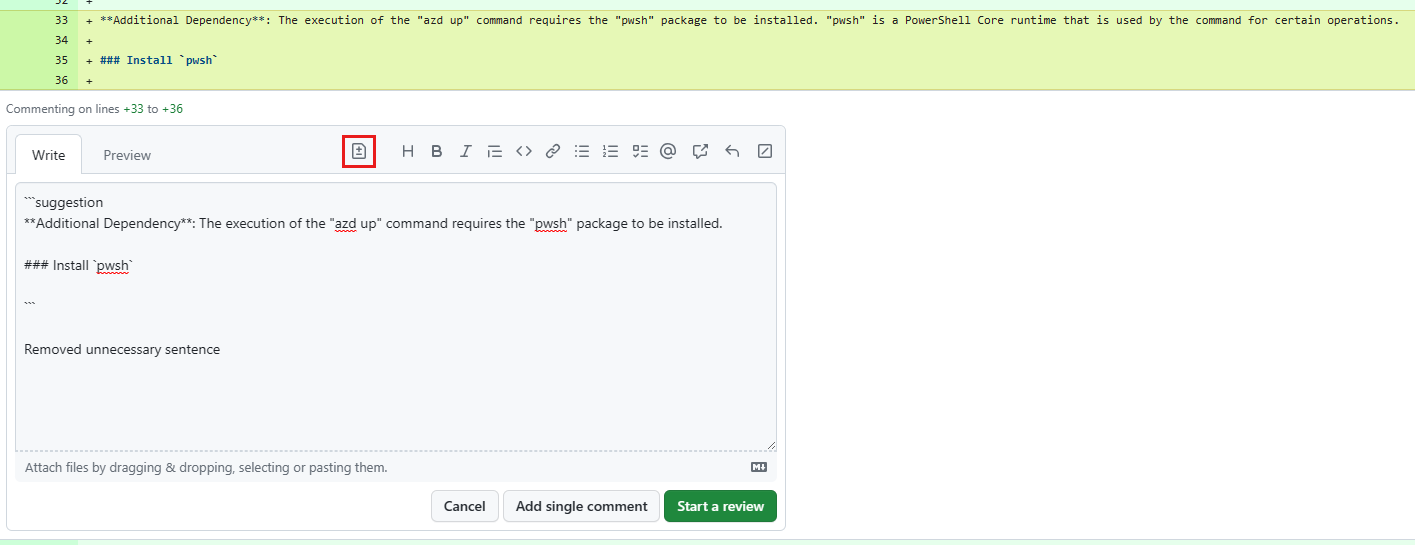 32 +
33 + **Additional Dependency**: The execution of the "azd up" command requires the "pwsh" package to be installed. "pwsh" is a PowerShell Core runtime that is used by the command for certain operations.
34 +
35 + ### Install `pwsh`
36 +
Commenting on lines +33 to +36
Write Preview
```suggestion
**Additional Dependency**: The execution of the "azd up" command requires the "pwsh" package to be installed.
### Install `pwsh`
```
Removed unnecessary sentence
Attach files by dragging & dropping, selecting or pasting them.
Cancel Add single comment Start a review